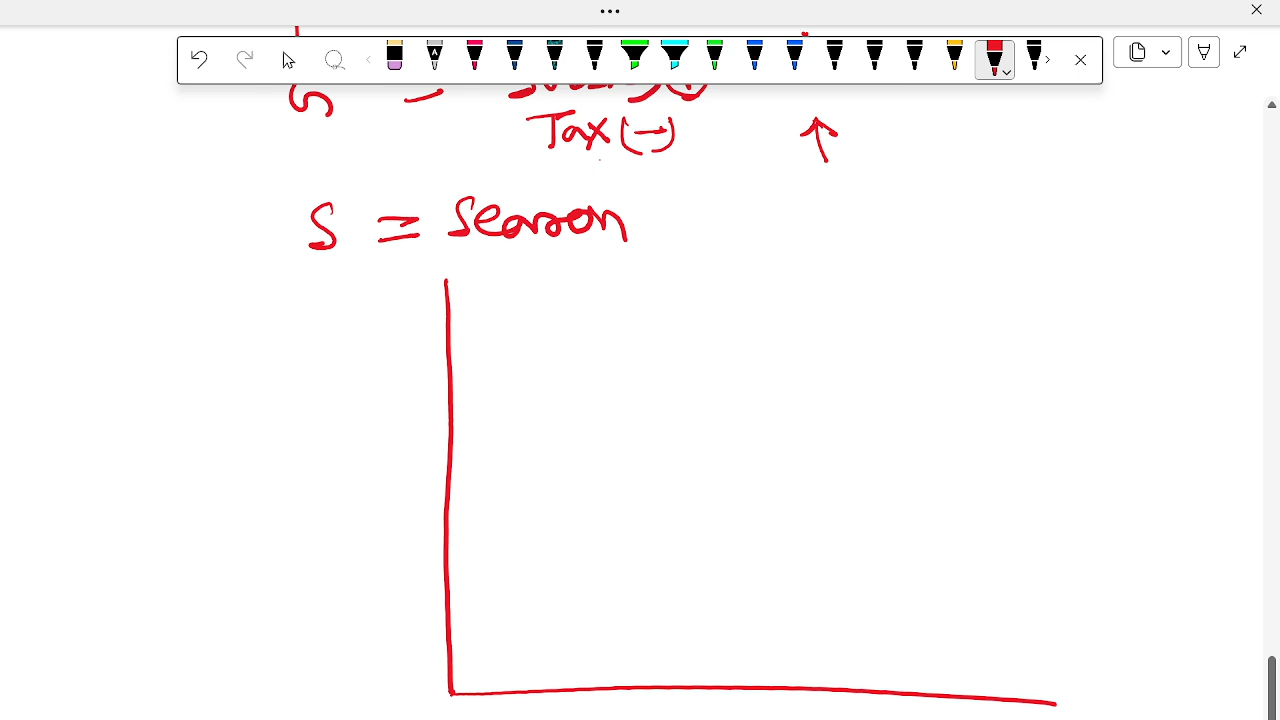 Tax (-)
S = Season